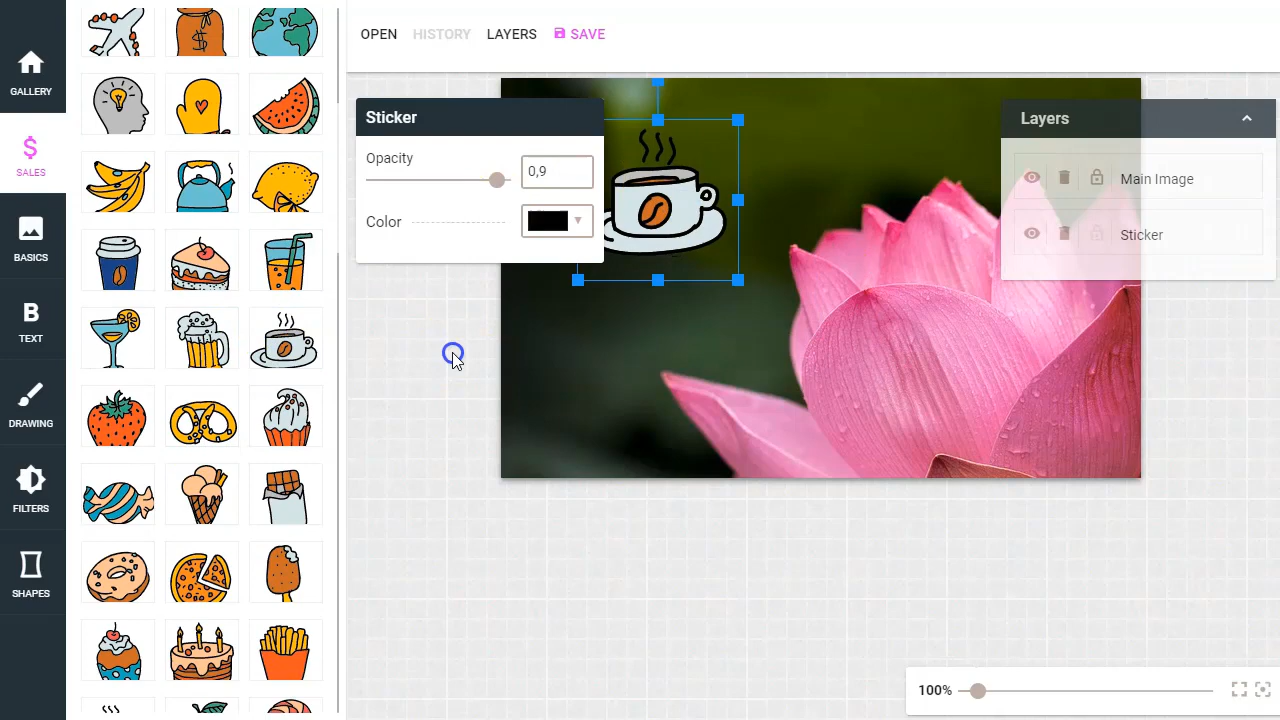 GALLERY
SALES
BASICS
TEXT
DRAWING
FILTERS
SHAPES
OPEN HISTORY LAYERS SAVE
Sticker
Opacity 0,9
Color
Layers
Main Image
Sticker
100%